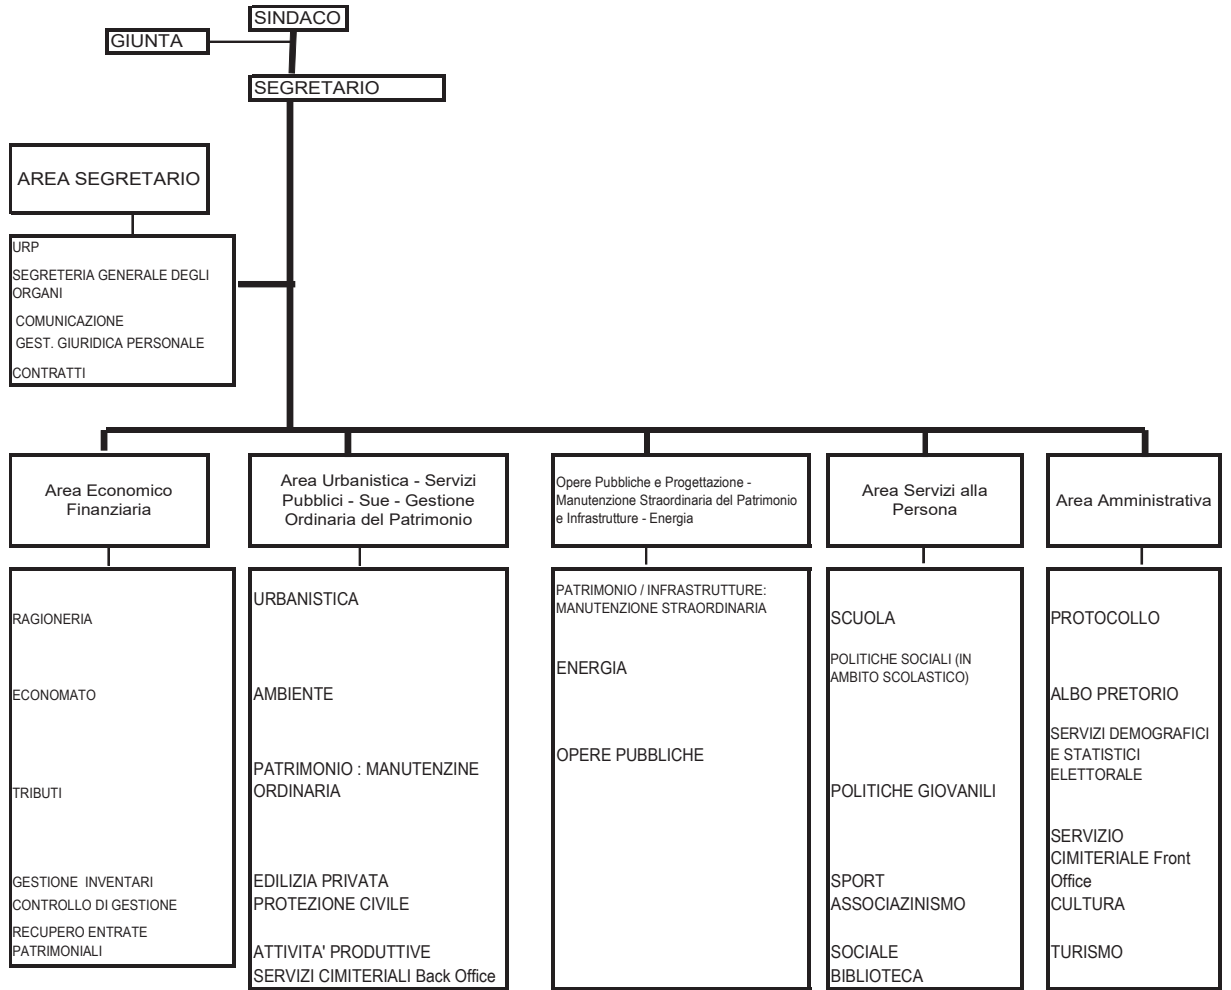 SINDACO
GIUNTA
SEGRETARIO
AREA SEGRETARIO
URP
SEGRETERIA GENERALE DEGLI
ORGANI
COMUNICAZIONE
GEST. GIURIDICA PERSONALE
CONTRATTI
Area Economico
Finanziaria
Area Urbanistica - Servizi
Pubblici - Sue - Gestione
Ordinaria del Patrimonio
Opere Pubbliche e Progettazione -
Manutenzione Straordinaria del Patrimonio
e Infrastrutture - Energia
Area Servizi alla
Persona
Area Amministrativa
RAGIONERIA
ECONOMATO
TRIBUTI
GESTIONE INVENTARI
CONTROLLO DI GESTIONE
RECUPERO ENTRATE
PATRIMONIALI
URBANISTICA
AMBIENTE
PATRIMONIO : MANUTENZINE
ORDINARIA
EDILIZIA PRIVATA
PROTEZIONE CIVILE
ATTIVITA' PRODUTTIVE
SERVIZI CIMITERIALI Back Office
PATRIMONIO / INFRASTRUTTURE:
MANUTENZIONE STRAORDINARIA
ENERGIA
OPERE PUBBLICHE
SCUOLA
POLITICHE SOCIALI (IN
AMBITO SCOLASTICO)
POLITICHE GIOVANILI
SPORT
ASSOCIAZINISMO
SOCIALE
BIBLIOTECA
PROTOCOLLO
ALBO PRETORIO
SERVIZI DEMOGRAFICI
E STATISTICI
ELETTORALE
SERVIZIO
CIMITERIALE Front
Office
CULTURA
TURISMO